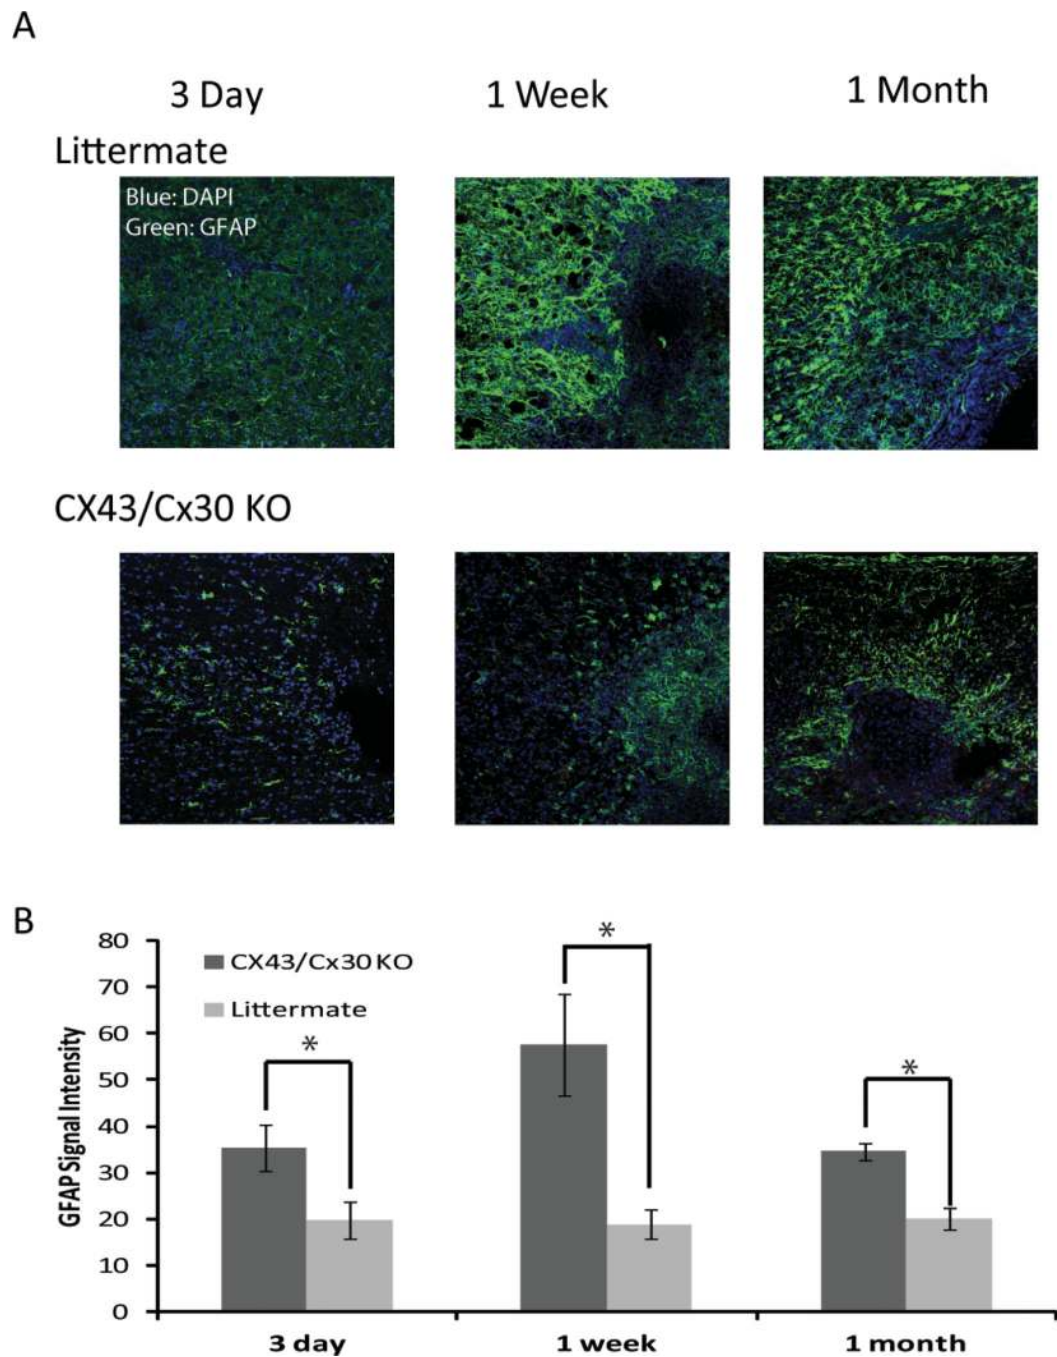 A
3 Day 1 Week 1 Month
Littermate
Blue: DAPI
Green: GFAP
CX43/Cx30 KO
B
GFAP Signal Intensity
80
70
60
50
40
30
20
10
0
CX43/Cx30 KO
Littermate
*
*
*
3 day 1 week 1 month